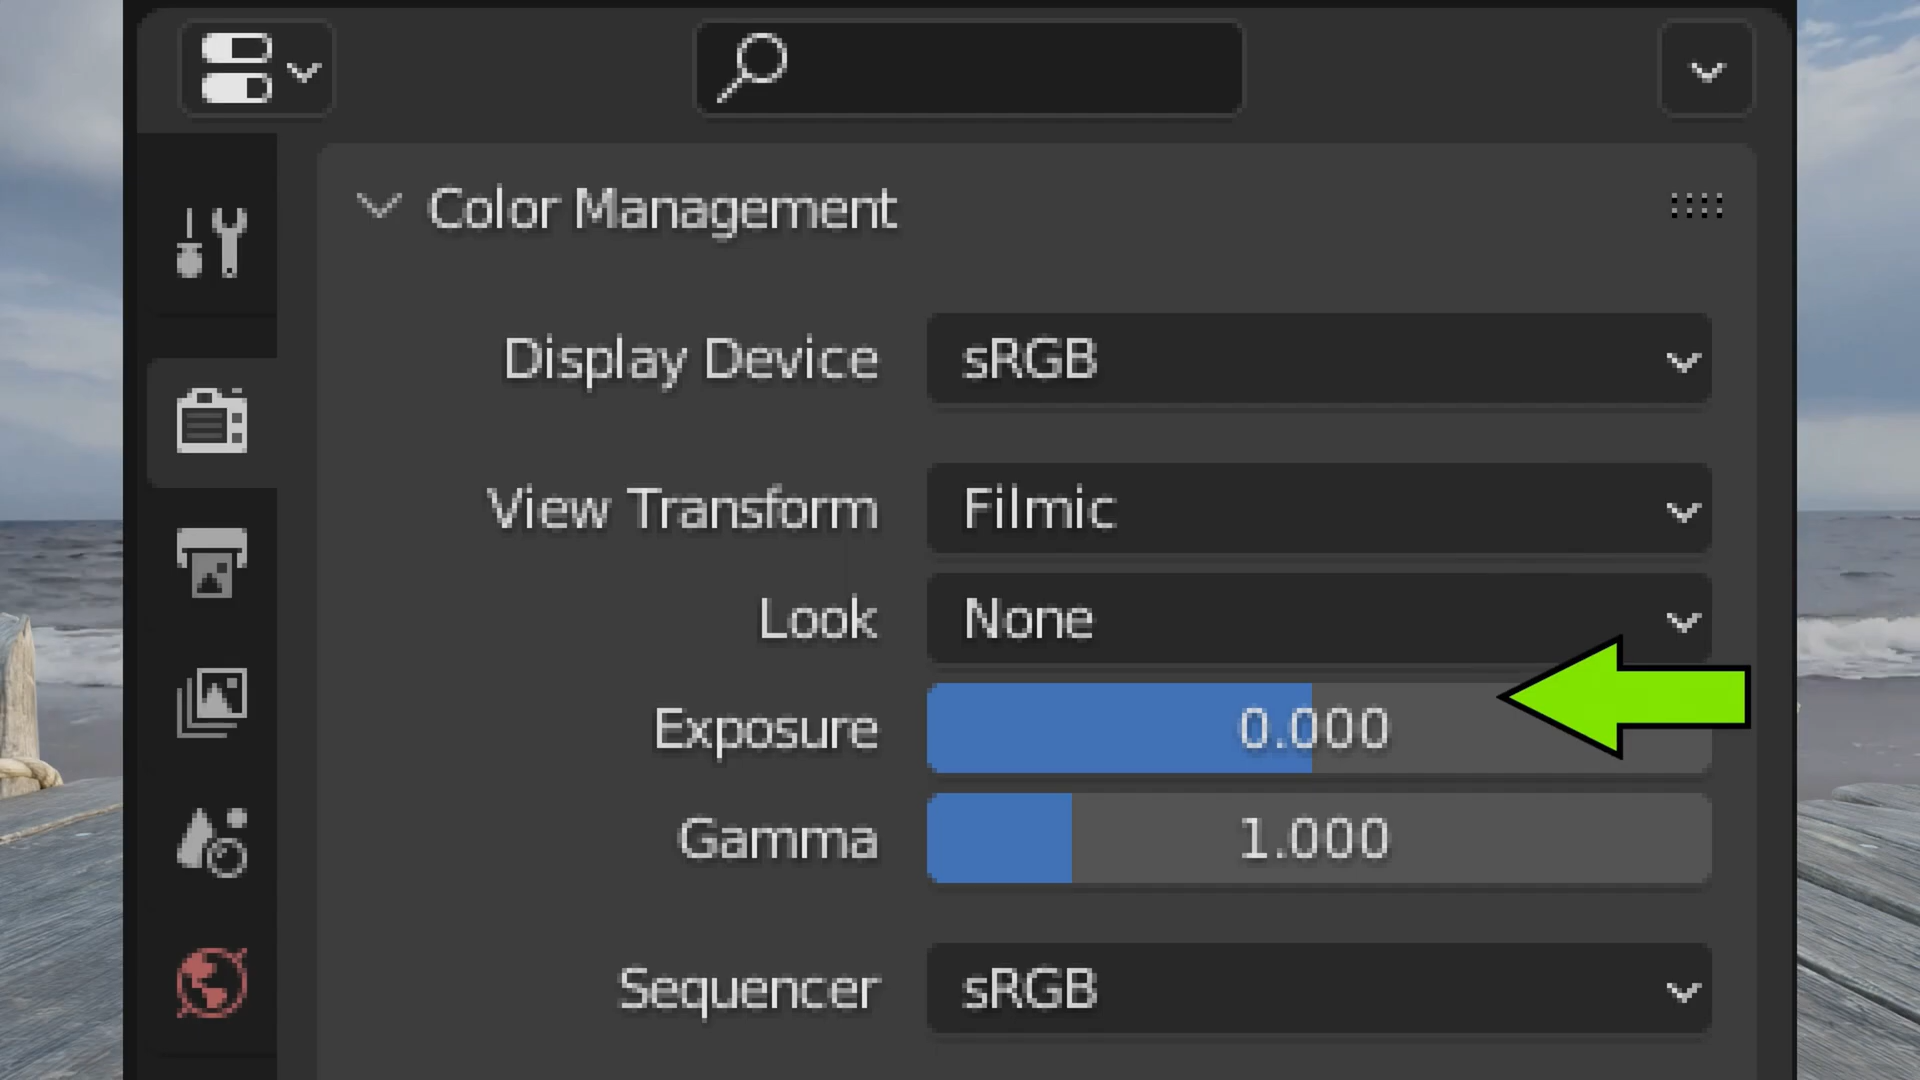 Color Management
Display Device sRGB
View Transform Filmic
Look None
Exposure 0.000
Gamma 1.000
Sequencer sRGB